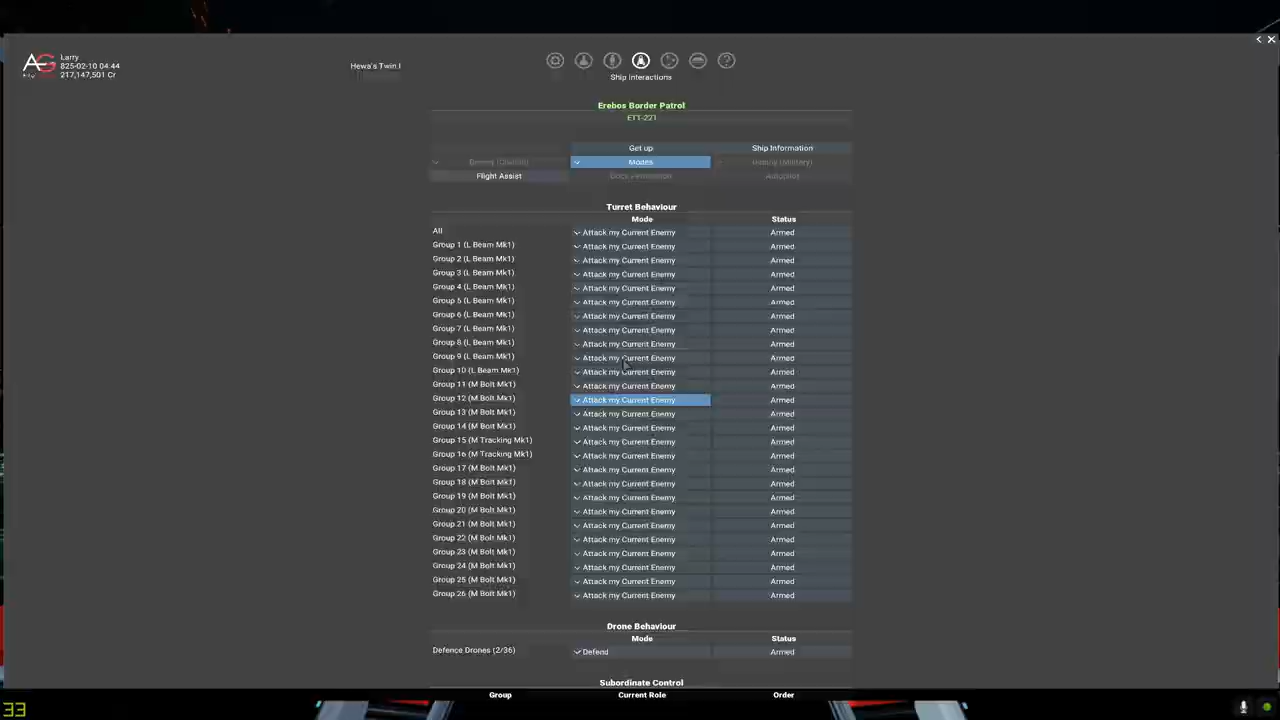 AG
Larry
825-02-10 04:44
217,147,501 Cr
Hewa's Twin I
Ship Interactions
Erebos Border Patrol
ETT-221
Get up
Ship Information
Modes
Flight Assist
Dock Permission
Autopilot
Turret Behaviour
Mode Status
All Attack my Current Enemy Armed
Group 1 (L Beam Mk1) Attack my Current Enemy Armed
Group 2 (L Beam Mk1) Attack my Current Enemy Armed
Group 3 (L Beam Mk1) Attack my Current Enemy Armed
Group 4 (L Beam Mk1) Attack my Current Enemy Armed
Group 5 (L Beam Mk1) Attack my Current Enemy Armed
Group 6 (L Beam Mk1) Attack my Current Enemy Armed
Group 7 (L Beam Mk1) Attack my Current Enemy Armed
Group 8 (L Beam Mk1) Attack my Current Enemy Armed
Group 9 (L Beam Mk1) Attack my Current Enemy Armed
Group 10 (L Beam Mk1) Attack my Current Enemy Armed
Group 11 (M Bolt Mk1) Attack my Current Enemy Armed
Group 12 (M Bolt Mk1) Attack my Current Enemy Armed
Group 13 (M Bolt Mk1) Attack my Current Enemy Armed
Group 14 (M Bolt Mk1) Attack my Current Enemy Armed
Group 15 (M Tracking Mk1) Attack my Current Enemy Armed
Group 16 (M Tracking Mk1) Attack my Current Enemy Armed
Group 17 (M Bolt Mk1) Attack my Current Enemy Armed
Group 18 (M Bolt Mk1) Attack my Current Enemy Armed
Group 19 (M Bolt Mk1) Attack my Current Enemy Armed
Group 20 (M Bolt Mk1) Attack my Current Enemy Armed
Group 21 (M Bolt Mk1) Attack my Current Enemy Armed
Group 22 (M Bolt Mk1) Attack my Current Enemy Armed
Group 23 (M Bolt Mk1) Attack my Current Enemy Armed
Group 24 (M Bolt Mk1) Attack my Current Enemy Armed
Group 25 (M Bolt Mk1) Attack my Current Enemy Armed
Group 26 (M Bolt Mk1) Attack my Current Enemy Armed
Drone Behaviour
Mode Status
Defence Drones (2/36) Defend Armed
Subordinate Control
Group Current Role Order
33